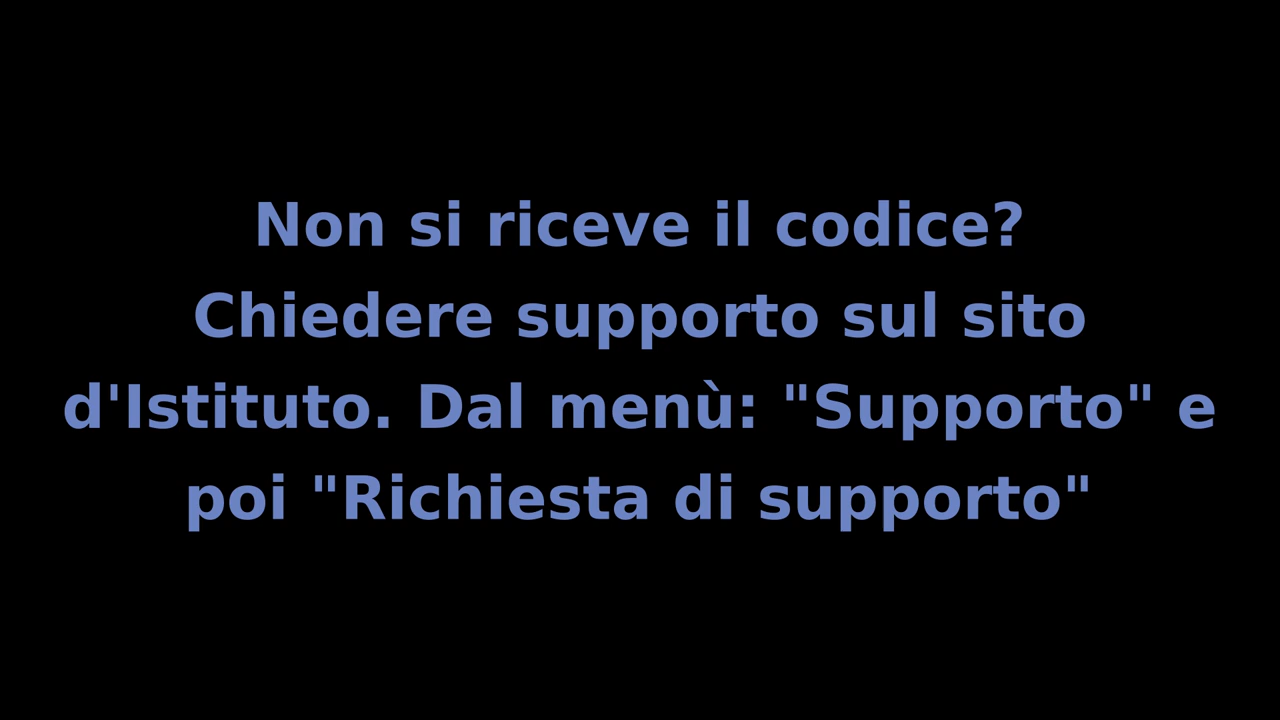 Non si riceve il codice?
Chiedere supporto sul sito
d'Istituto. Dal menù: "Supporto" e
poi "Richiesta di supporto"